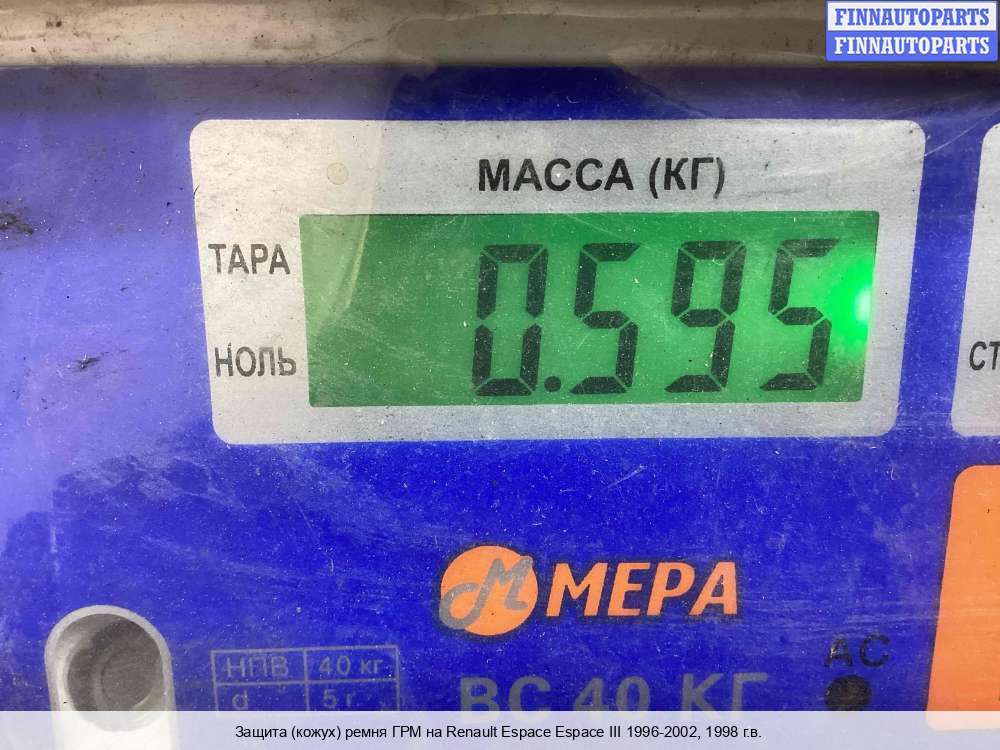 FINNAUTOPARTS
FINNAUTOPARTS
МАССА (КГ)
ТАРА
0.595
НОЛЬ
СТ
М МЕРА
НПВ 40 кг
d 5 г
ВС 40 КГ
AC
Защита (кожух) ремня ГРМ на Renault Espace Espace III 1996-2002, 1998 г.в.